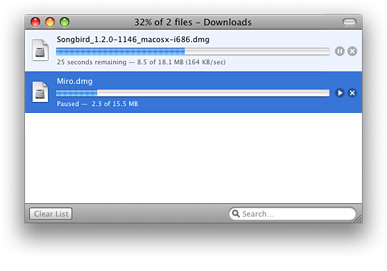 32% of 2 files – Downloads
Songbird_1.2.0-1146_macosx-i686.dmg
25 seconds remaining — 8.5 of 18.1 MB (164 KB/sec)
Miro.dmg
Paused — 2.3 of 15.5 MB
Clear List
Search...